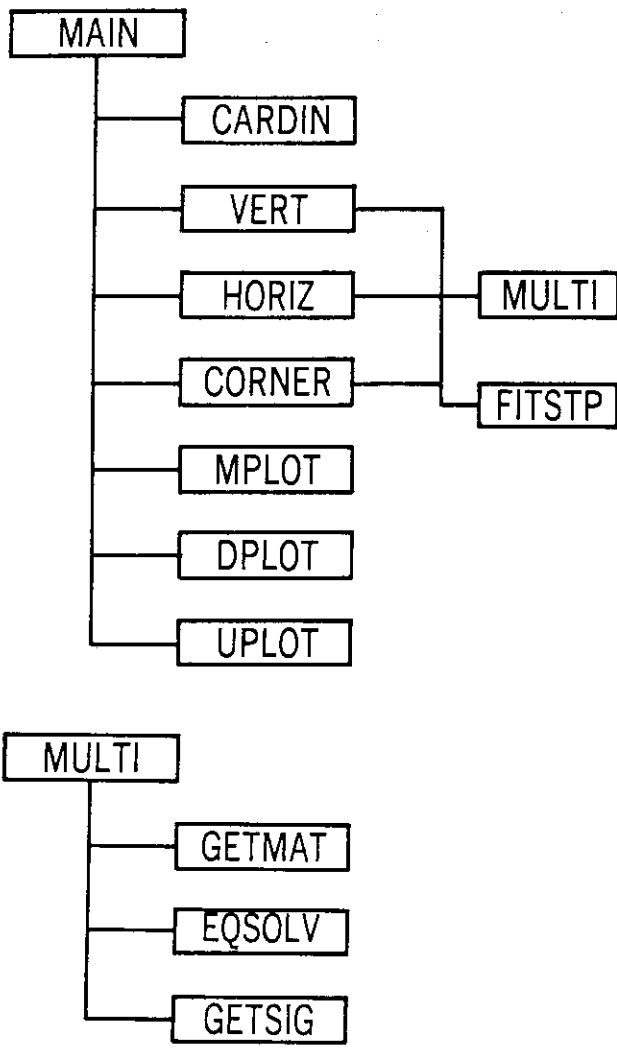 MAIN
CARDIN
VERT
HORIZ
MULTI
CORNER
FITSTP
MPLOT
DPLOT
UPLOT
MULTI
GETMAT
EQSOLV
GETSIG